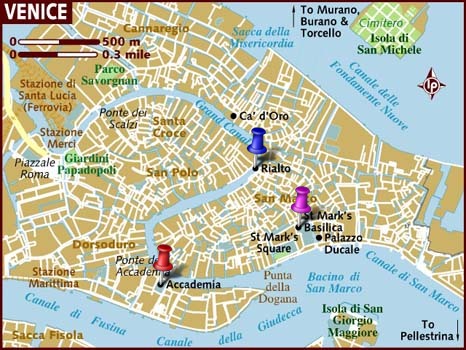 VENICE
500 m
0.3 mile
To Murano,
Burano &
Torcello
Cimitero
Isola di
San Michele
Cannaregio
Sacca della
Misericordia
Canale delle
Fondamente Nuove
Parco
Savorgnan
Stazione di
Santa Lucia
(Ferrovia)
Ponte dei
Scalzi
Ca' d'Oro
Grand Canal
Santa
Croce
Stazione
Merci
Piazzale
Roma
Giardini
Papadopoli
San Polo
Rialto
San Marco
St Mark's
Basilica
St Mark's
Square
Palazzo
Ducale
Dorsoduro
Ponte di
Accademia
Accademia
Stazione
Marittima
Punta
della
Dogana
Bacino di
San Marco
Canale di San
Marco
Canale di Fusina
Canale della
Giudecca
Isola di San
Giorgio
Maggiore
Sacca Fisola
To
Pellestrina
lp